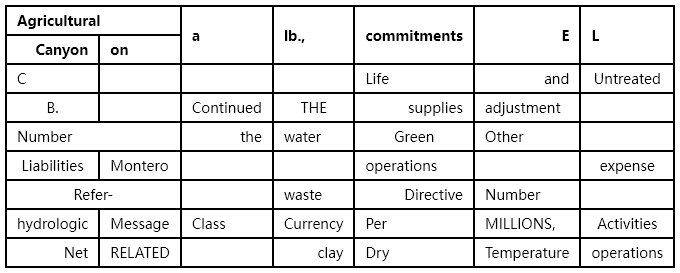 Agricultural a lb., commitments E L
Canyon on
C Life and Untreated
B. Continued THE supplies adjustment
Number the water Green Other
Liabilities Montero operations expense
Refer- waste Directive Number
hydrologic Message Class Currency Per MILLIONS, Activities
Net RELATED clay Dry Temperature operations